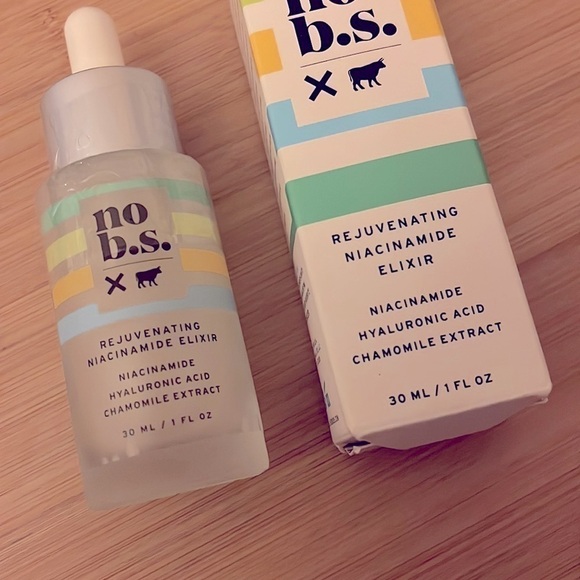 no
b.s.
REJUVENATING
NIACINAMIDE ELIXIR
NIACINAMIDE
HYALURONIC ACID
CHAMOMILE EXTRACT
30 ML / 1 FL OZ
no
b.s.
REJUVENATING
NIACINAMIDE
ELIXIR
NIACINAMIDE
HYALURONIC ACID
CHAMOMILE EXTRACT
30 ML / 1 FL OZ